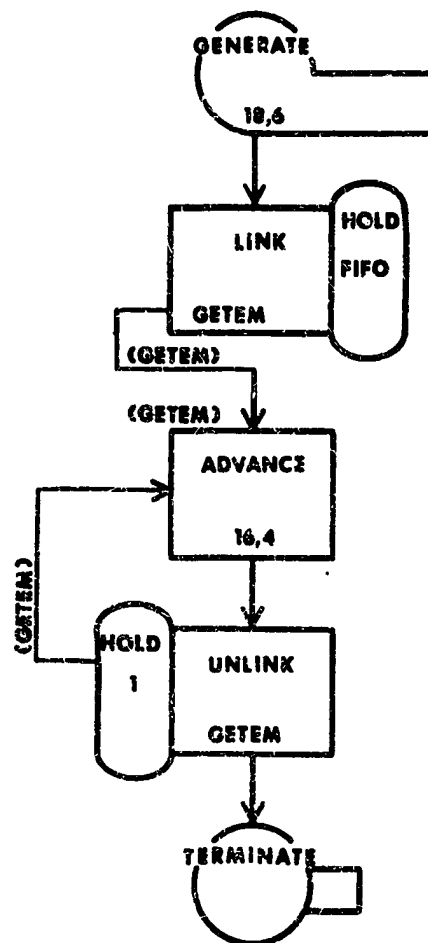 GENERATE
18,6
LINK
HOLD
FIFO
GETEM
(GETEM)
(GETEM)
ADVANCE
16,4
(GETEM)
HOLD
1
UNLINK
GETEM
TERMINATE